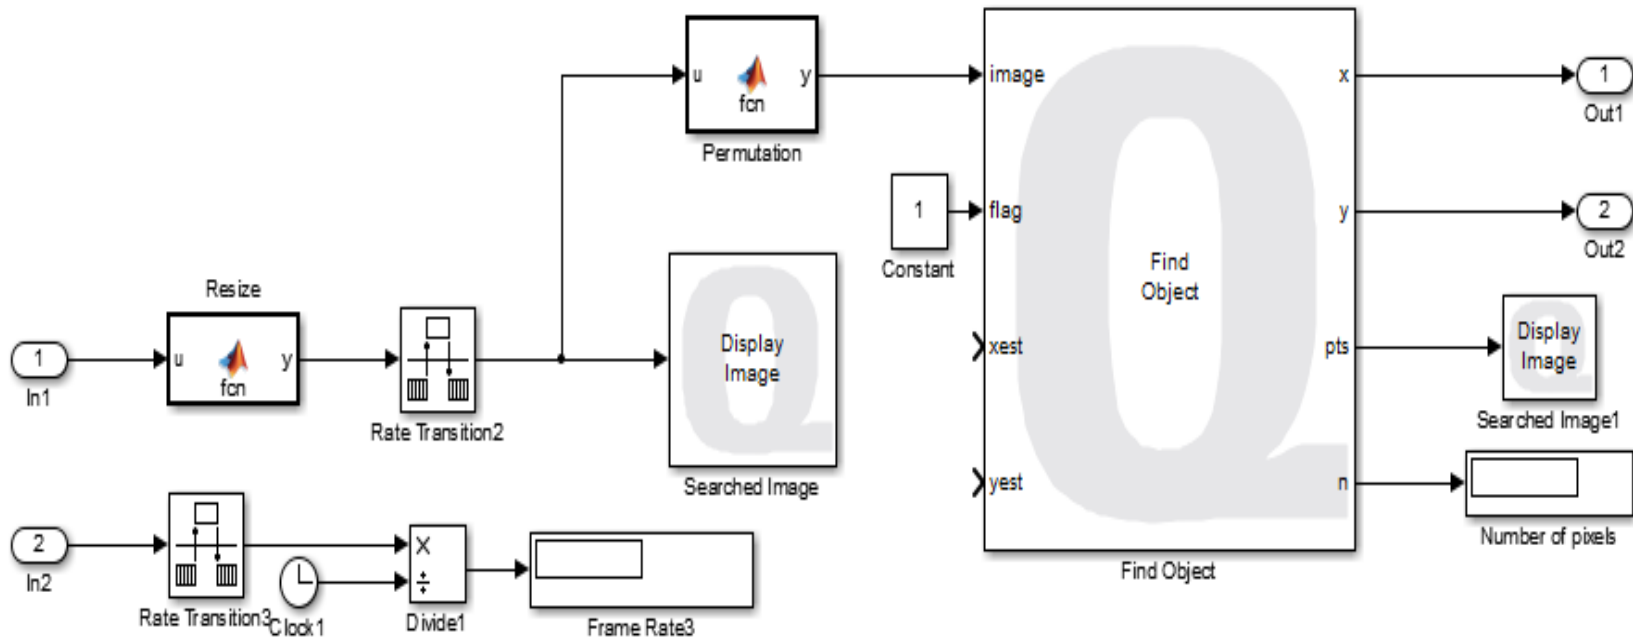 u
fcn
y
Permutation
image
flag
xest
yest
Find
Object
x
y
pts
n
Find Object
1
Out1
2
Out2
1
Constant
Display
Image
Searched Image
Display
Image
Searched Image1
Number of pixels
Resize
1
In1
u
fcn
y
Rate Transition2
2
In2
Rate Transition3
Clock1
×
÷
Divide1
Frame Rate3